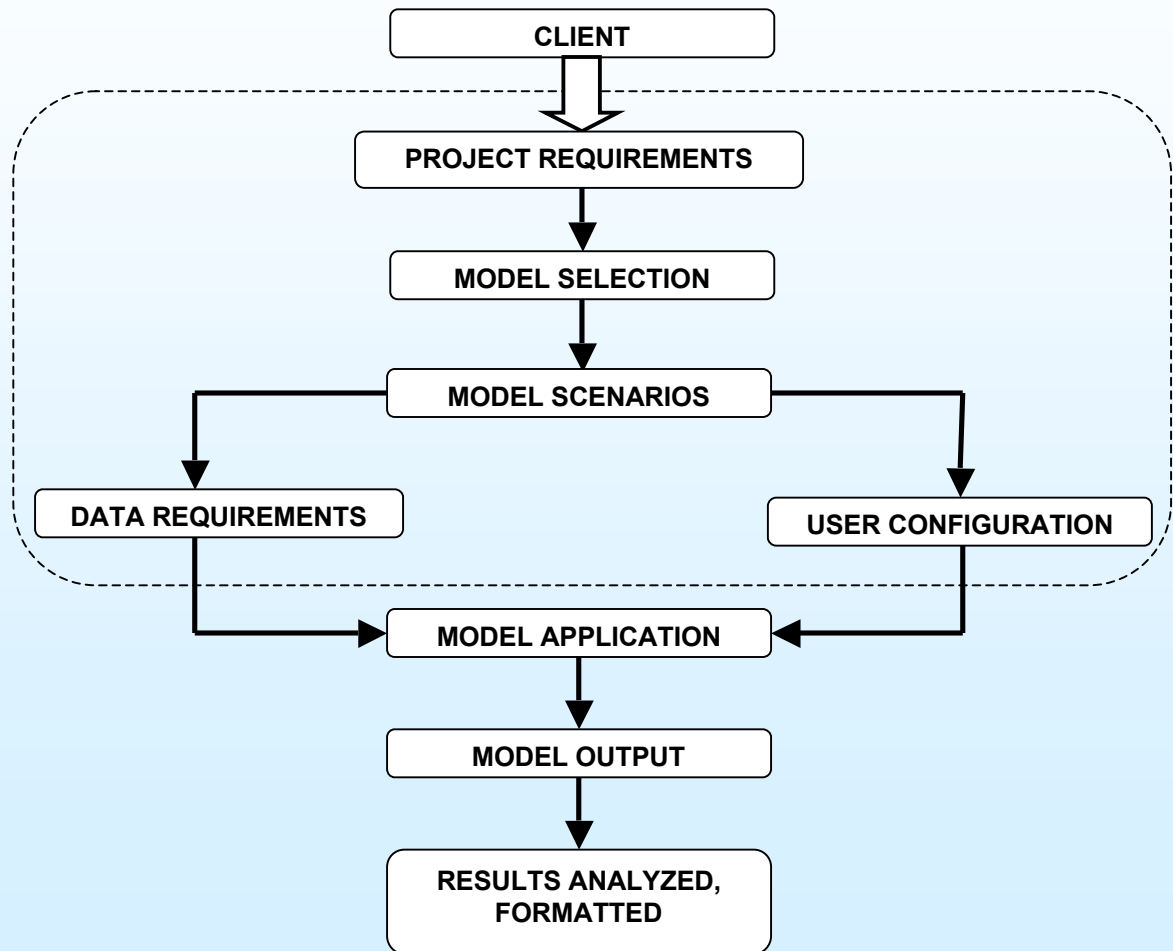 CLIENT
PROJECT REQUIREMENTS
MODEL SELECTION
MODEL SCENARIOS
DATA REQUIREMENTS
USER CONFIGURATION
MODEL APPLICATION
MODEL OUTPUT
RESULTS ANALYZED,
FORMATTED